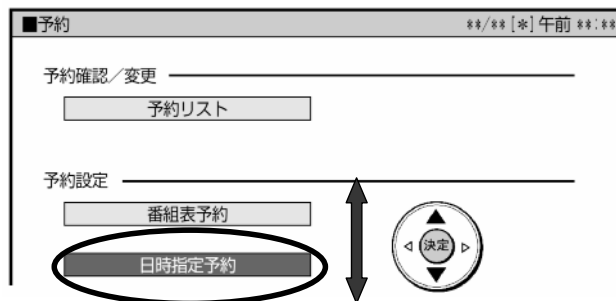 ■予約 **/** [*] 午前 **:**
予約確認/変更
予約リスト
予約設定
番組表予約
決定
日時指定予約